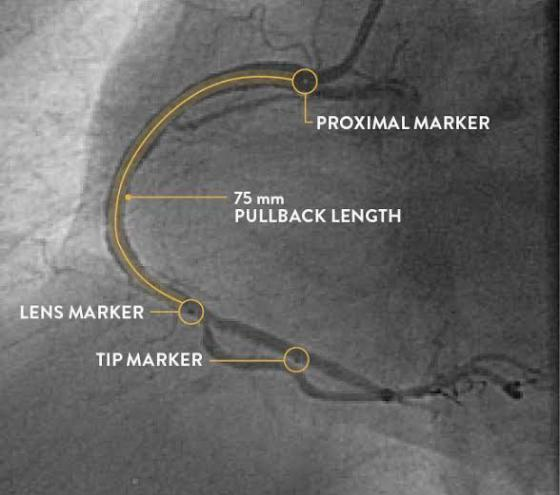 PROXIMAL MARKER
75 mm
PULLBACK LENGTH
LENS MARKER
TIP MARKER